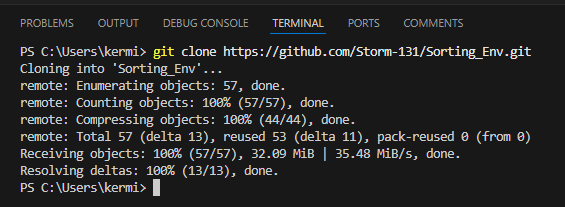 PROBLEMS OUTPUT DEBUG CONSOLE TERMINAL PORTS COMMENTS
PS C:\Users\kermi> git clone https://github.com/Storm-131/Sorting_Env.git
Cloning into 'Sorting_Env'...
remote: Enumerating objects: 57, done.
remote: Counting objects: 100% (57/57), done.
remote: Compressing objects: 100% (44/44), done.
remote: Total 57 (delta 13), reused 53 (delta 11), pack-reused 0 (from 0)
Receiving objects: 100% (57/57), 32.09 MiB | 35.48 MiB/s, done.
Resolving deltas: 100% (13/13), done.
PS C:\Users\kermi>